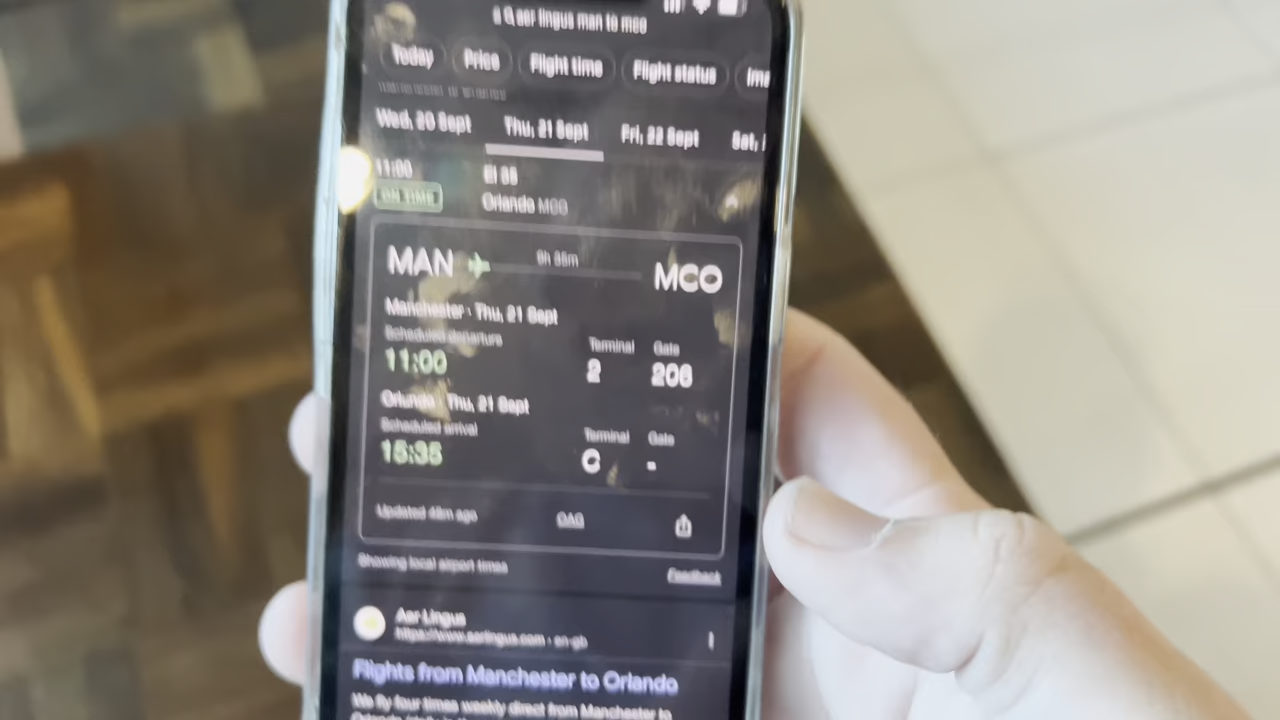 aer lingus man to mco
Today Price Flight time Flight status
Wed, 20 Sept Thu, 21 Sept Fri, 22 Sept Sat,
11:00
ON TIME
Orlando MCO
MAN MCO
Manchester · Thu, 21 Sept
Scheduled departure Terminal Gate
11:00 2 206
Orlando · Thu, 21 Sept
Scheduled arrival Terminal Gate
15:35 C -
Updated 48m ago OAG
Showing local airport times Feedback
Aer Lingus
https://www.aerlingus.com › en-gb
Flights from Manchester to Orlando
We fly four times weekly direct from Manchester to